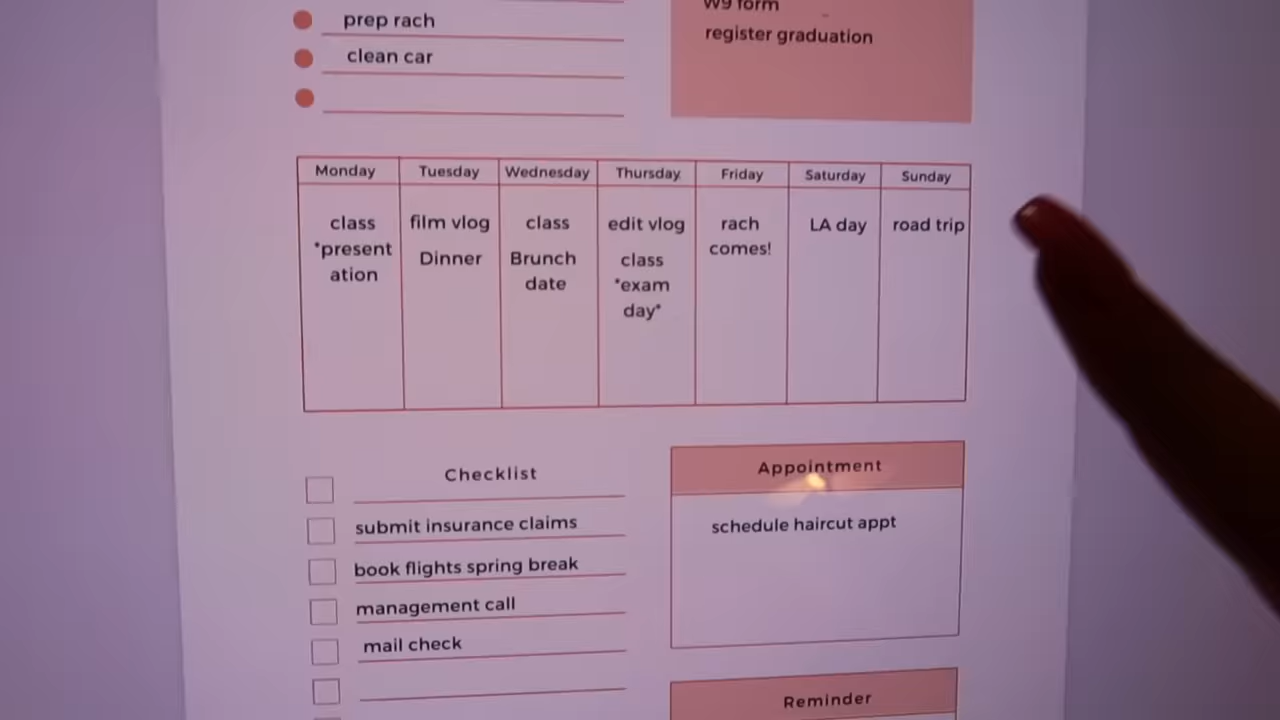 prep rach
clean car
W9 form
register graduation
Monday Tuesday Wednesday Thursday Friday Saturday Sunday
class film vlog class edit vlog rach LA day road trip
*present Dinner Brunch class comes!
ation date *exam
day*
Checklist
submit insurance claims
book flights spring break
management call
mail check
Appointment
schedule haircut appt
Reminder